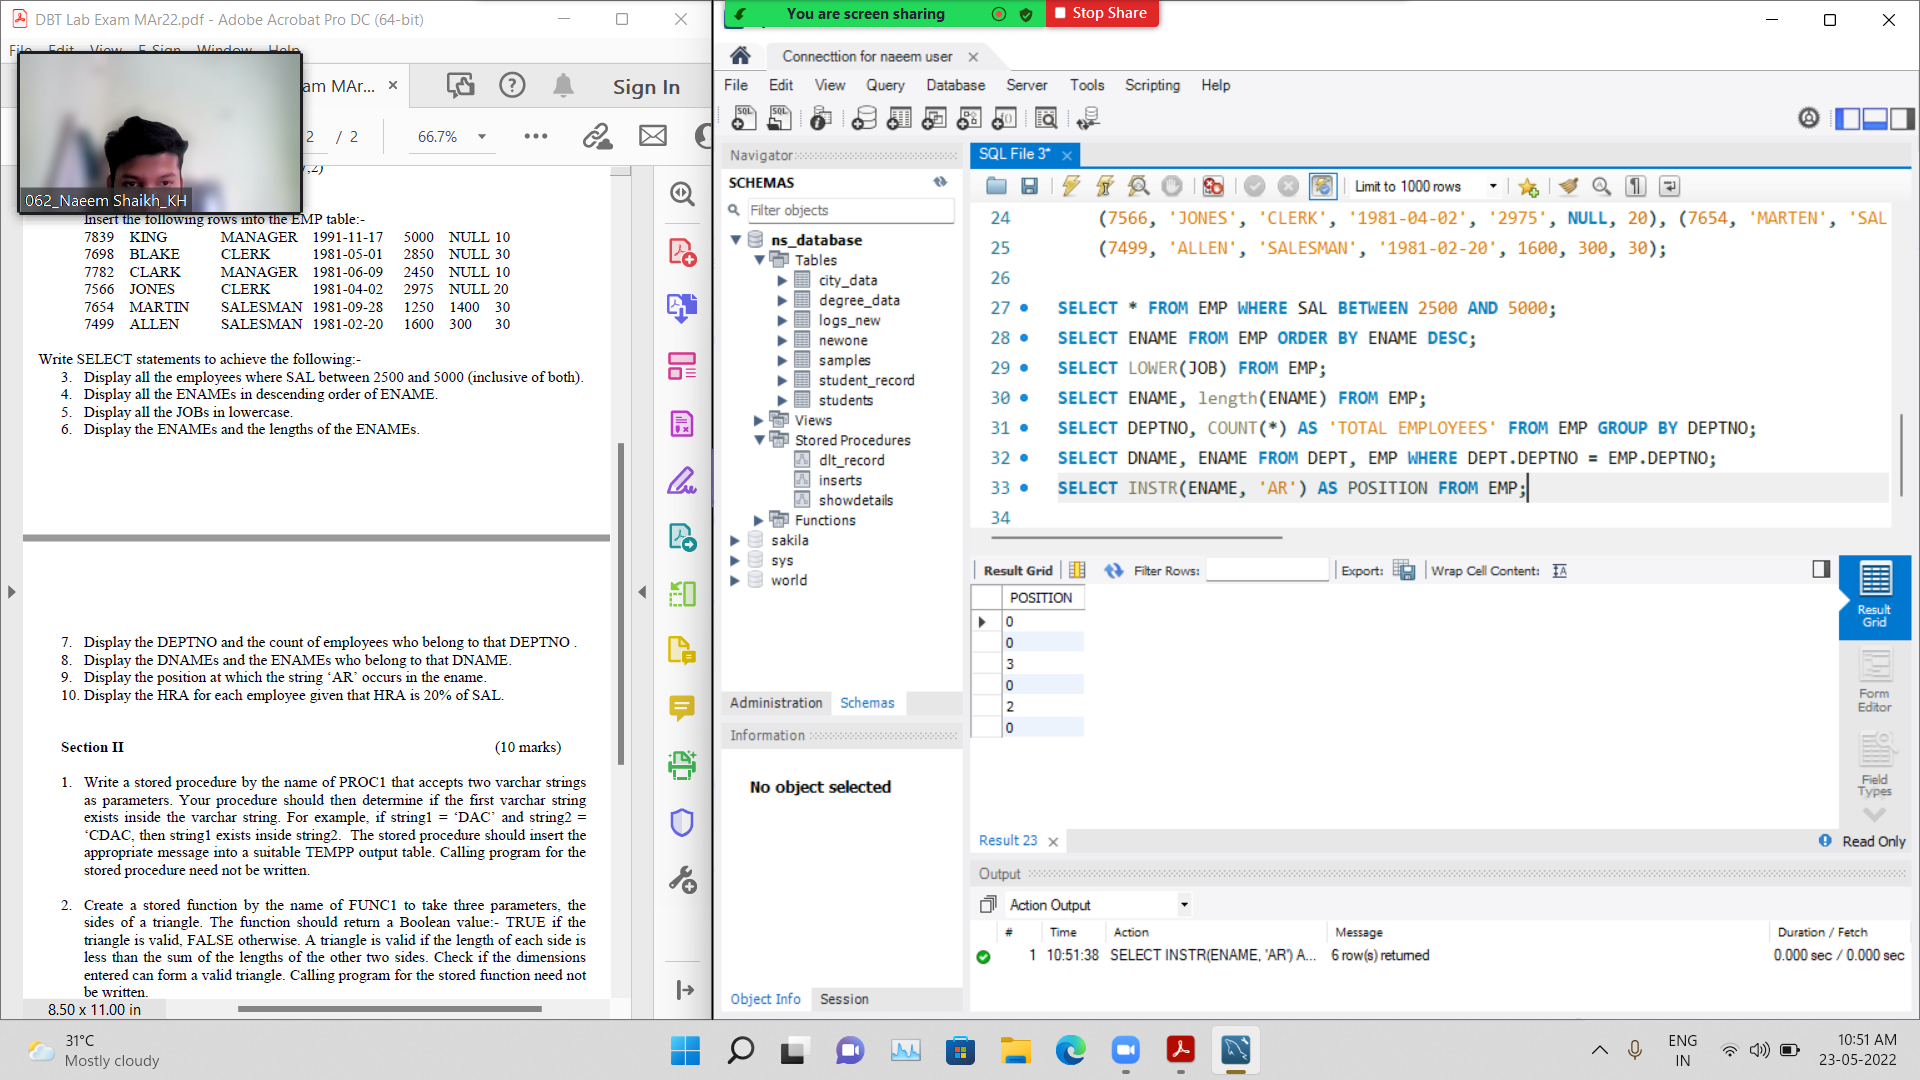 DBT Lab Exam MAr22.pdf - Adobe Acrobat Pro DC (64-bit)
File Edit View E-Sign Window Help
am MAr...
Sign In
2 / 2
66.7%
062_Naeem Shaikh_KH
,2)
Insert the following rows into the EMP table:-
7839 KING MANAGER 1991-11-17 5000 NULL 10
7698 BLAKE CLERK 1981-05-01 2850 NULL 30
7782 CLARK MANAGER 1981-06-09 2450 NULL 10
7566 JONES CLERK 1981-04-02 2975 NULL 20
7654 MARTIN SALESMAN 1981-09-28 1250 1400 30
7499 ALLEN SALESMAN 1981-02-20 1600 300 30
Write SELECT statements to achieve the following:-
3. Display all the employees where SAL between 2500 and 5000 (inclusive of both).
4. Display all the ENAMEs in descending order of ENAME.
5. Display all the JOBs in lowercase.
6. Display the ENAMEs and the lengths of the ENAMEs.
7. Display the DEPTNO and the count of employees who belong to that DEPTNO .
8. Display the DNAMEs and the ENAMEs who belong to that DNAME.
9. Display the position at which the string ‘AR’ occurs in the ename.
10. Display the HRA for each employee given that HRA is 20% of SAL.
Section II (10 marks)
1. Write a stored procedure by the name of PROC1 that accepts two varchar strings
as parameters. Your procedure should then determine if the first varchar string
exists inside the varchar string. For example, if string1 = ‘DAC’ and string2 =
‘CDAC, then string1 exists inside string2. The stored procedure should insert the
appropriate message into a suitable TEMPP output table. Calling program for the
stored procedure need not be written.
2. Create a stored function by the name of FUNC1 to take three parameters, the
sides of a triangle. The function should return a Boolean value:- TRUE if the
triangle is valid, FALSE otherwise. A triangle is valid if the length of each side is
less than the sum of the lengths of the other two sides. Check if the dimensions
entered can form a valid triangle. Calling program for the stored function need not
be written.
8.50 x 11.00 in
You are screen sharing
Stop Share
Connecttion for naeem user
File Edit View Query Database Server Tools Scripting Help
Navigator
SCHEMAS
Filter objects
ns_database
Tables
city_data
degree_data
logs_new
newone
samples
student_record
students
Views
Stored Procedures
dlt_record
inserts
showdetails
Functions
sakila
sys
world
Administration Schemas
Information
No object selected
Object Info Session
SQL File 3*
Limit to 1000 rows
24 (7566, 'JONES', 'CLERK', '1981-04-02', '2975', NULL, 20), (7654, 'MARTEN', 'SAL
25 (7499, 'ALLEN', 'SALESMAN', '1981-02-20', 1600, 300, 30);
26
27 SELECT * FROM EMP WHERE SAL BETWEEN 2500 AND 5000;
28 SELECT ENAME FROM EMP ORDER BY ENAME DESC;
29 SELECT LOWER(JOB) FROM EMP;
30 SELECT ENAME, length(ENAME) FROM EMP;
31 SELECT DEPTNO, COUNT(*) AS 'TOTAL EMPLOYEES' FROM EMP GROUP BY DEPTNO;
32 SELECT DNAME, ENAME FROM DEPT, EMP WHERE DEPT.DEPTNO = EMP.DEPTNO;
33 SELECT INSTR(ENAME, 'AR') AS POSITION FROM EMP;
34
Result Grid Filter Rows: Export: Wrap Cell Content:
POSITION
0
0
3
0
2
0
Result Grid
Form Editor
Field Types
Result 23
Read Only
Output
Action Output
# Time Action Message Duration / Fetch
1 10:51:38 SELECT INSTR(ENAME, 'AR') A... 6 row(s) returned 0.000 sec / 0.000 sec
31°C
Mostly cloudy
ENG
IN
10:51 AM
23-05-2022